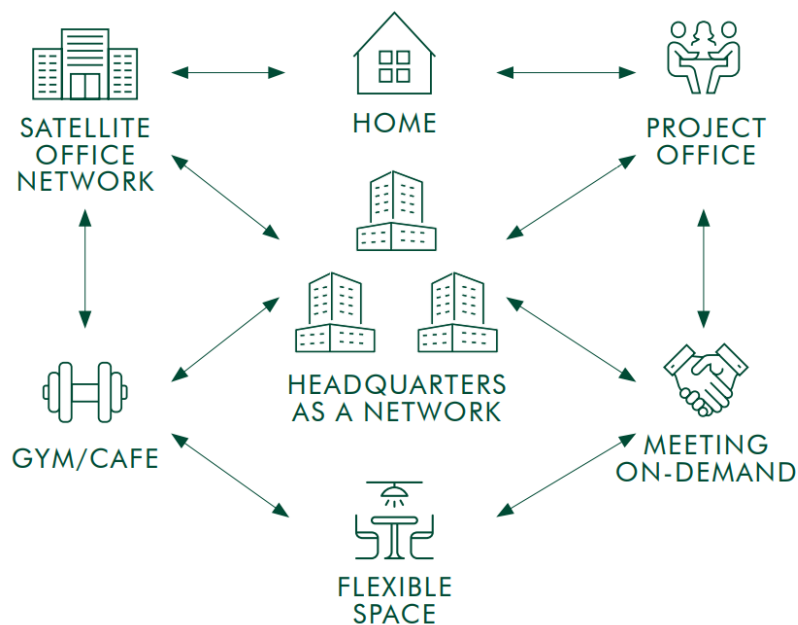 SATELLITE
OFFICE
NETWORK
HOME
PROJECT
OFFICE
HEADQUARTERS
AS A NETWORK
GYM/CAFE
MEETING
ON-DEMAND
FLEXIBLE
SPACE